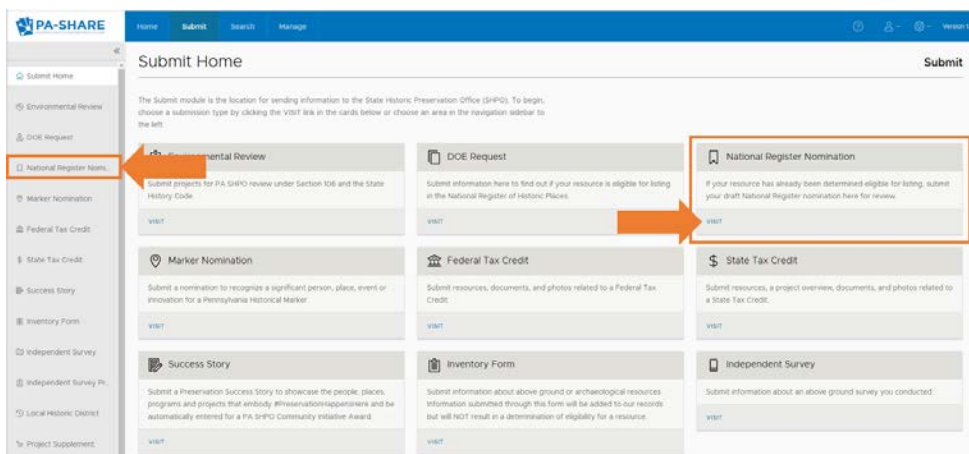 PA-SHARE
Home Submit Search Manage
Version 1
Submit Home
Environmental Review
DOE Request
National Register Nomi..
Marker Nomination
Federal Tax Credit
State Tax Credit
Success Story
Inventory Form
Independent Survey
Independent Survey Pr..
Local Historic District
Project Supplement
Submit Home
Submit
The Submit module is the location for sending information to the State Historic Preservation Office (SHPO). To begin,
choose a submission type by clicking the VISIT link in the cards below or choose an area in the navigation sidebar to
the left
Environmental Review
Submit projects for PA SHPO review under Section 106 and the State
History Code
VISIT
DOE Request
Submit information here to find out if your resource is eligible for listing
in the National Register of Historic Places.
VISIT
National Register Nomination
If your resource has already been determined eligible for listing, submit
your draft National Register nomination here for review.
VISIT
Marker Nomination
Submit a nomination to recognize a significant person, place, event or
innovation for a Pennsylvania Historical Marker
VISIT
Federal Tax Credit
Submit resources, documents, and photos related to a Federal Tax
Credit
VISIT
State Tax Credit
Submit resources, a project overview, documents, and photos related to
a State Tax Credit.
VISIT
Success Story
Submit a Preservation Success Story to showcase the people, places
programs and projects that embody #PreservationHappensHere and be
automatically entered for a PA SHPO Community Initiative Award.
VISIT
Inventory Form
Submit information about above ground or archaeological resources
Information submitted through this form will be added to our records
but will NOT result in a determination of eligibility for a resource.
VISIT
Independent Survey
Submit information about an above ground survey you conducted.
VISIT